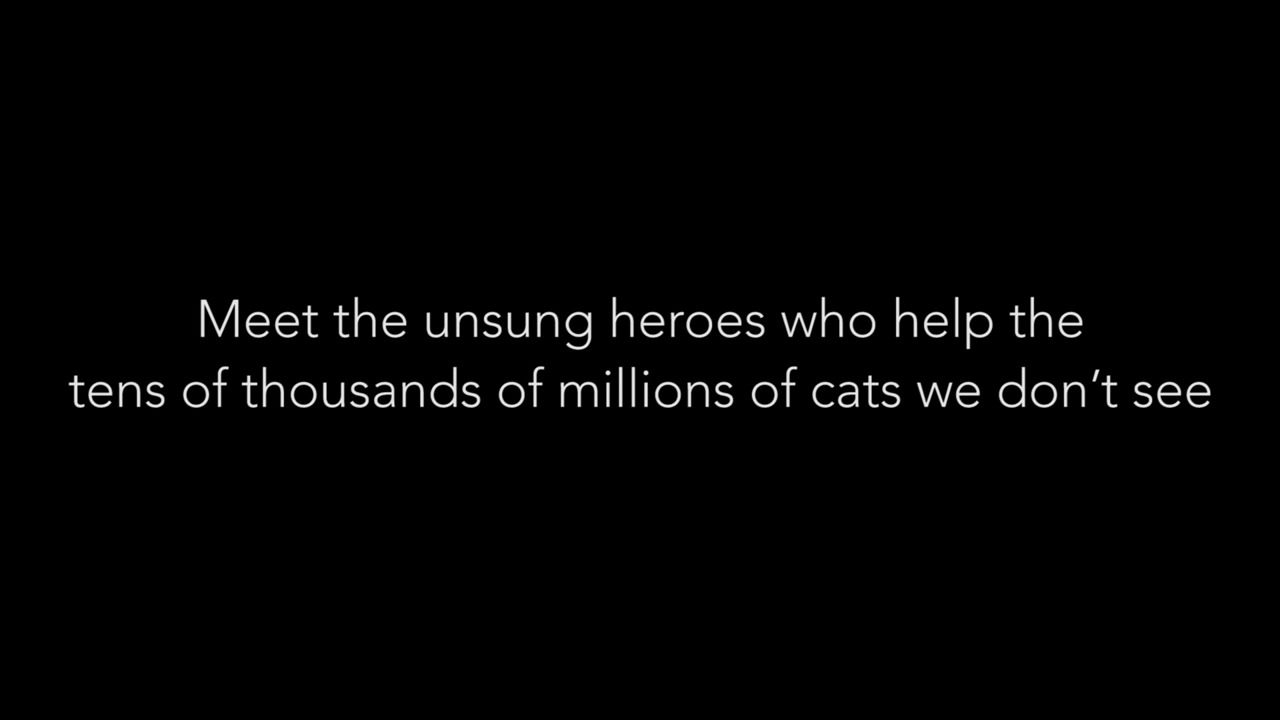 Meet the unsung heroes who help the
tens of thousands of millions of cats we don’t see